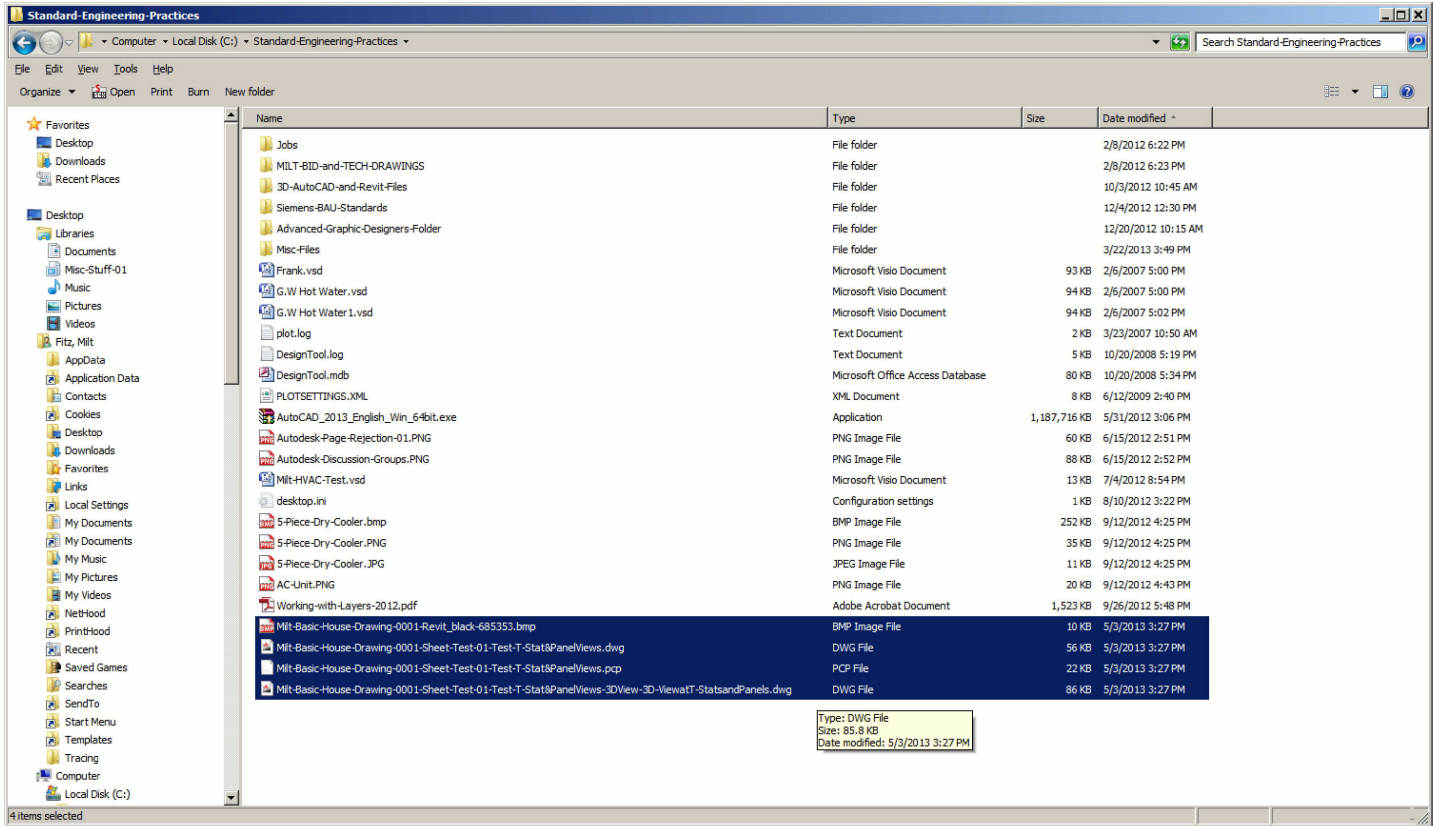 Standard-Engineering-Practices
Computer Local Disk (C:) Standard-Engineering-Practices
Search Standard-Engineering-Practices
File Edit View Tools Help
Organize Open Print Burn New folder
Favorites
Desktop
Downloads
Recent Places
Desktop
Libraries
Documents
Misc-Stuff-01
Music
Pictures
Videos
Fitz, Milt
AppData
Application Data
Contacts
Cookies
Desktop
Downloads
Favorites
Links
Local Settings
My Documents
My Documents
My Music
My Pictures
My Videos
NetHood
PrintHood
Recent
Saved Games
Searches
SendTo
Start Menu
Templates
Tracing
Computer
Local Disk (C:)
Name Type Size Date modified
Jobs File folder 2/8/2012 6:22 PM
MILT-BID-and-TECH-DRAWINGS File folder 2/8/2012 6:23 PM
3D-AutoCAD-and-Revit-Files File folder 10/3/2012 10:45 AM
Siemens-BAU-Standards File folder 12/4/2012 12:30 PM
Advanced-Graphic-Designers-Folder File folder 12/20/2012 10:15 AM
Misc-Files File folder 3/22/2013 3:49 PM
Frank.vsd Microsoft Visio Document 93 KB 2/6/2007 5:00 PM
G.W Hot Water.vsd Microsoft Visio Document 94 KB 2/6/2007 5:00 PM
G.W Hot Water1.vsd Microsoft Visio Document 94 KB 2/6/2007 5:02 PM
plot.log Text Document 2 KB 3/23/2007 10:50 AM
DesignTool.log Text Document 5 KB 10/20/2008 5:19 PM
DesignTool.mdb Microsoft Office Access Database 80 KB 10/20/2008 5:34 PM
PLOTSETTINGS.XML XML Document 8 KB 6/12/2009 2:40 PM
AutoCAD_2013_English_Win_64bit.exe Application 1,187,716 KB 5/31/2012 3:06 PM
Autodesk-Page-Rejection-01.PNG PNG Image File 60 KB 6/15/2012 2:51 PM
Autodesk-Discussion-Groups.PNG PNG Image File 88 KB 6/15/2012 2:52 PM
Milt-HVAC-Test.vsd Microsoft Visio Document 13 KB 7/4/2012 8:54 PM
desktop.ini Configuration settings 1 KB 8/10/2012 3:22 PM
5-Piece-Dry-Cooler.bmp BMP Image File 252 KB 9/12/2012 4:25 PM
5-Piece-Dry-Cooler.PNG PNG Image File 35 KB 9/12/2012 4:25 PM
5-Piece-Dry-Cooler.JPG JPEG Image File 11 KB 9/12/2012 4:25 PM
AC-Unit.PNG PNG Image File 20 KB 9/12/2012 4:43 PM
Working-with-Layers-2012.pdf Adobe Acrobat Document 1,523 KB 9/26/2012 5:48 PM
Milt-Basic-House-Drawing-0001-Revit_black-685353.bmp BMP Image File 10 KB 5/3/2013 3:27 PM
Milt-Basic-House-Drawing-0001-Sheet-Test-01-Test-T-Stat&PanelViews.dwg DWG File 56 KB 5/3/2013 3:27 PM
Milt-Basic-House-Drawing-0001-Sheet-Test-01-Test-T-Stat&PanelViews.pcp PCP File 22 KB 5/3/2013 3:27 PM
Milt-Basic-House-Drawing-0001-Sheet-Test-01-Test-T-Stat&PanelViews-3DView-3D-ViewatT-StatsandPanels.dwg DWG File 86 KB 5/3/2013 3:27 PM
Type: DWG File
Size: 85.8 KB
Date modified: 5/3/2013 3:27 PM
4 items selected